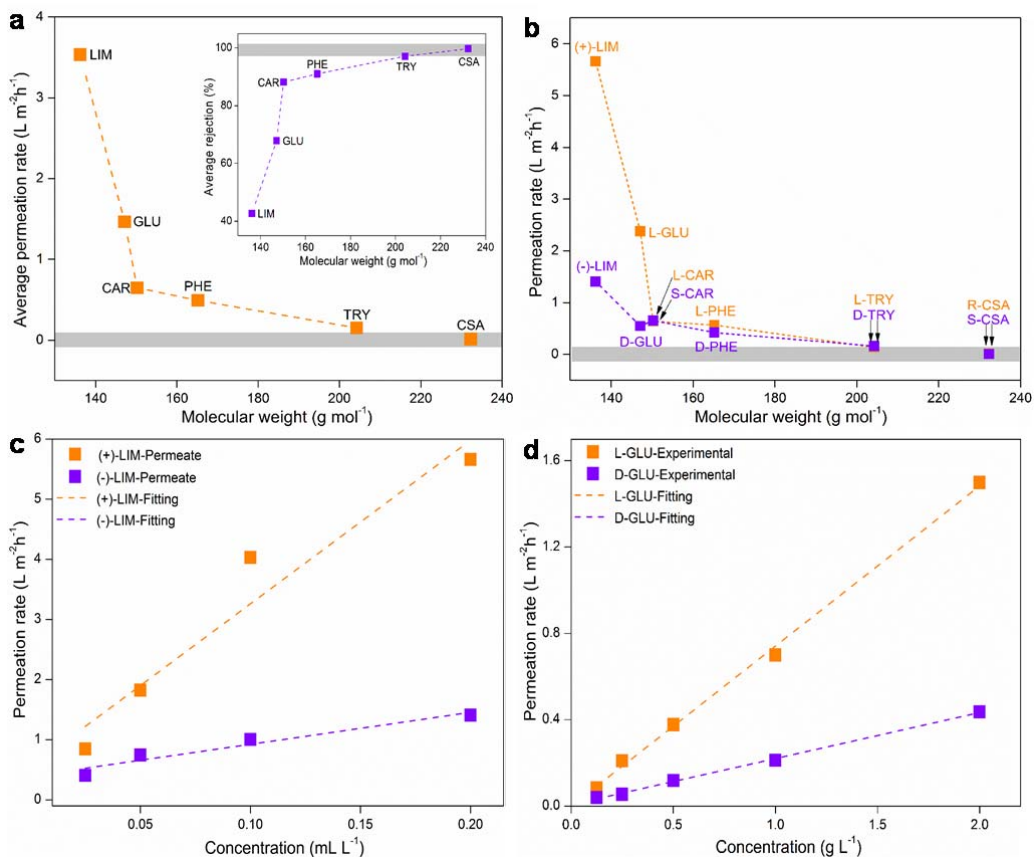 a
4
3
2
1
0
Average permeation rate (L m⁻²h⁻¹)
LIM
GLU
CAR
PHE
TRY
CSA
140
160
180
200
220
240
Molecular weight (g mol⁻¹)
100
80
60
40
Average rejection (%)
LIM
GLU
CAR
PHE
TRY
CSA
140
160
180
200
220
240
Molecular weight (g mol⁻¹)
b
6
5
4
3
2
1
0
Permeation rate (L m⁻²h⁻¹)
(+)-LIM
L-GLU
(-)-LIM
D-GLU
L-CAR
S-CAR
L-PHE
D-PHE
L-TRY
D-TRY
R-CSA
S-CSA
140
160
180
200
220
240
Molecular weight (g mol⁻¹)
c
6
5
4
3
2
1
0
Permeation rate (L m⁻²h⁻¹)
(+)-LIM-Permeate
(-)-LIM-Permeate
(+)-LIM-Fitting
(-)-LIM-Fitting
0.05
0.10
0.15
0.20
Concentration (mL L⁻¹)
d
1.6
1.2
0.8
0.4
0.0
Permeation rate (L m⁻²h⁻¹)
L-GLU-Experimental
D-GLU-Experimental
L-GLU-Fitting
D-GLU-Fitting
0.0
0.5
1.0
1.5
2.0
Concentration (g L⁻¹)